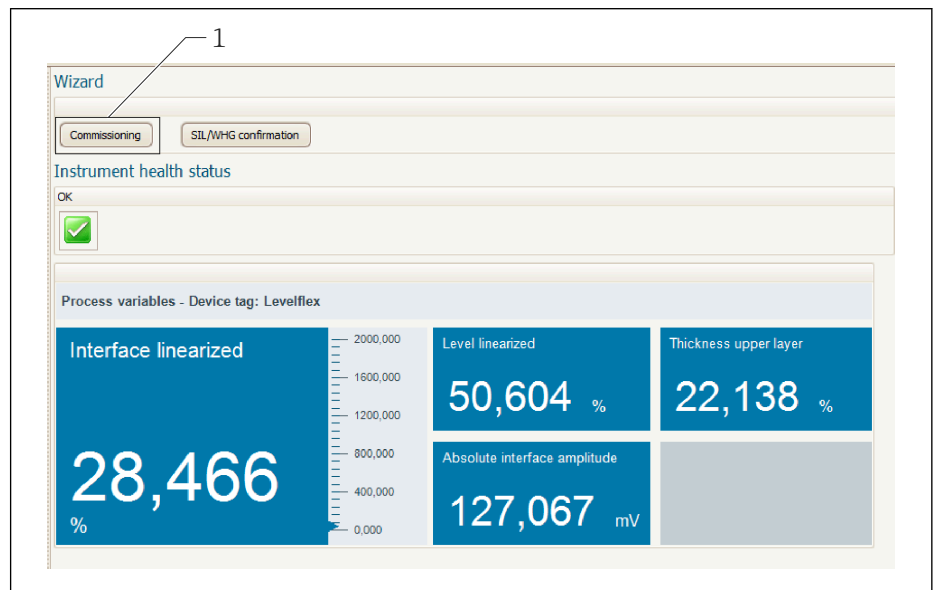 1
Wizard
Commissioning SIL/WHG confirmation
Instrument health status
OK
Process variables - Device tag: Levelflex
Interface linearized
28,466
%
2000,000
1600,000
1200,000
800,000
400,000
0,000
Level linearized
50,604 %
Thickness upper layer
22,138 %
Absolute interface amplitude
127,067 mV